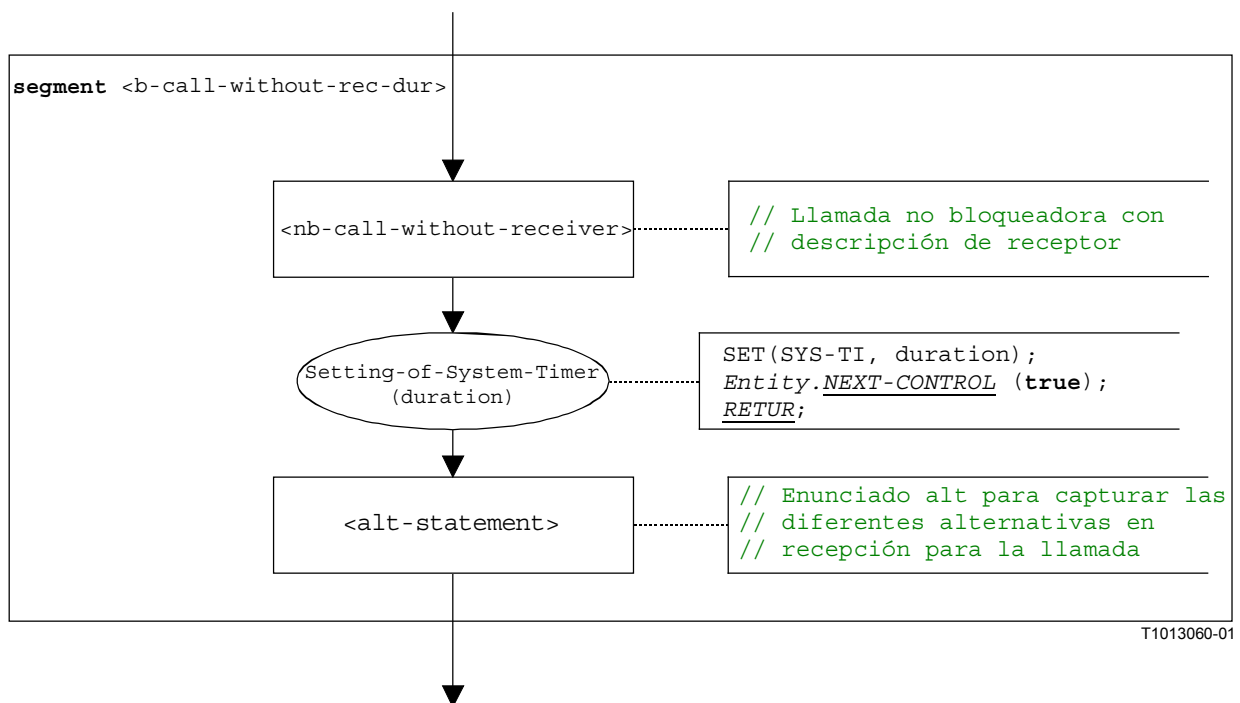 segment <b-call-without-rec-dur>
<nb-call-without-receiver>
// Llamada no bloqueadora con
// descripción de receptor
Setting-of-System-Timer
(duration)
SET(SYS-TI, duration);
Entity.NEXT-CONTROL (true);
RETUR;
<alt-statement>
// Enunciado alt para capturar las
// diferentes alternativas en
// recepción para la llamada
T1013060-01